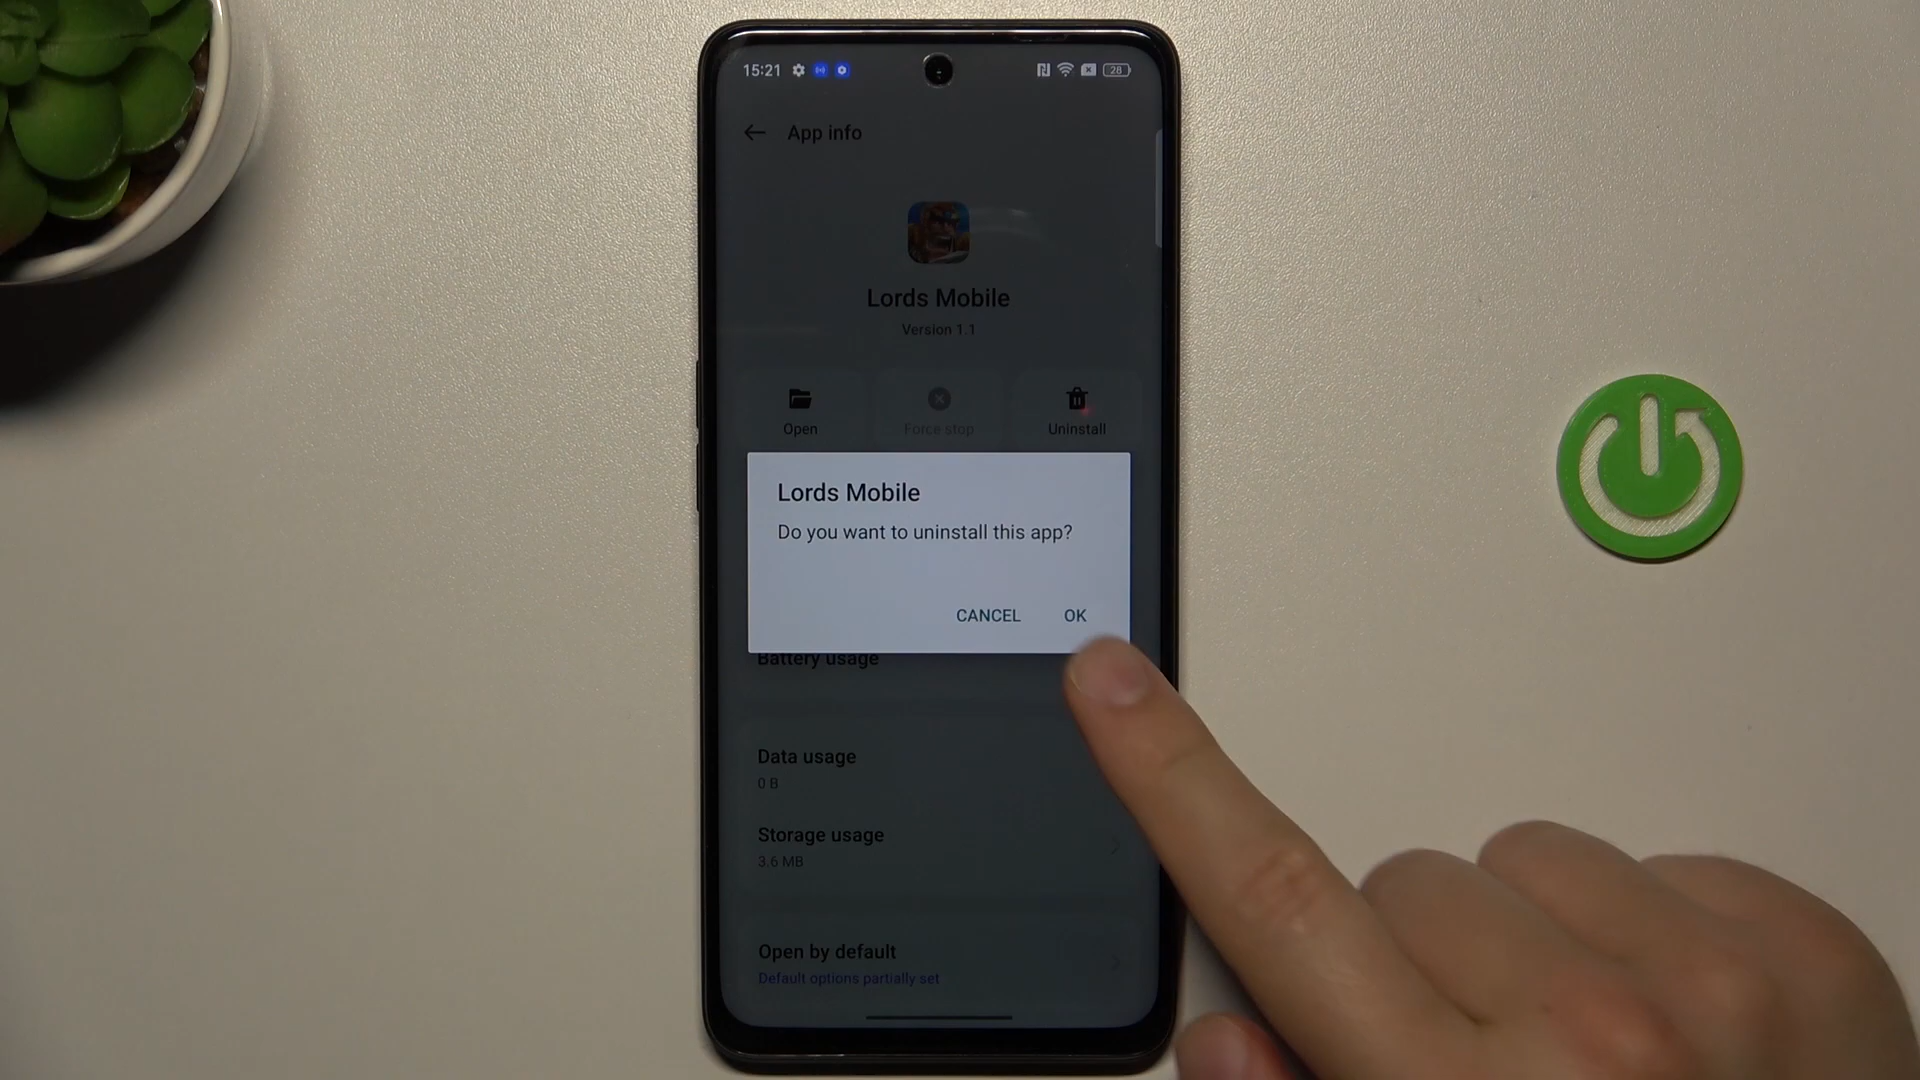 15:21
28
App info
Lords Mobile
Version 1.1
Open
Force stop
Uninstall
Lords Mobile
Do you want to uninstall this app?
CANCEL
OK
Battery usage
Data usage
0 B
Storage usage
3.6 MB
Open by default
Default options partially set